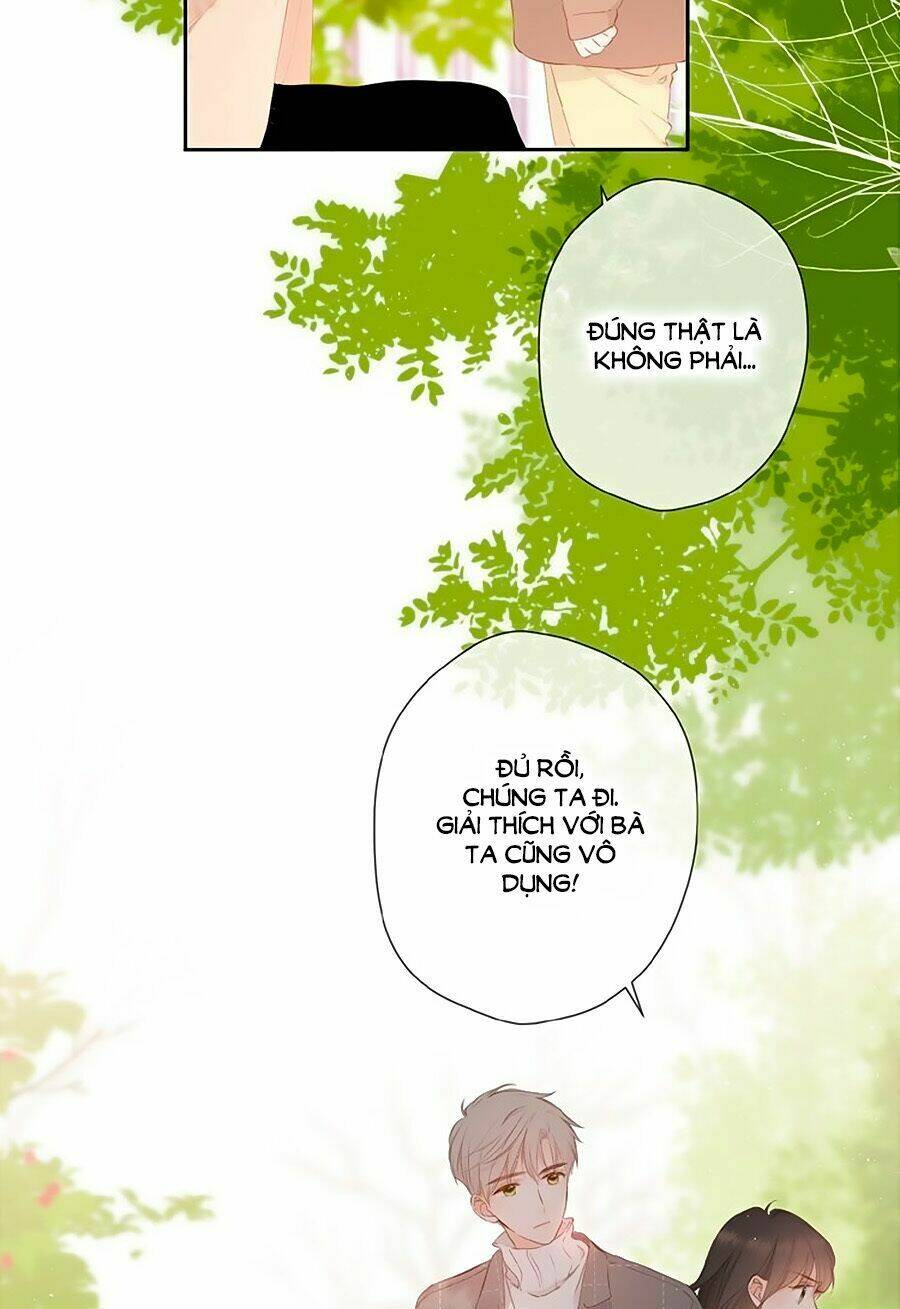 ĐÚNG THẬT LÀ
KHÔNG PHẢI...
ĐỦ RỒI,
CHÚNG TA ĐI.
GIẢI THÍCH VỚI BÀ
TA CŨNG VÔ
DỤNG!